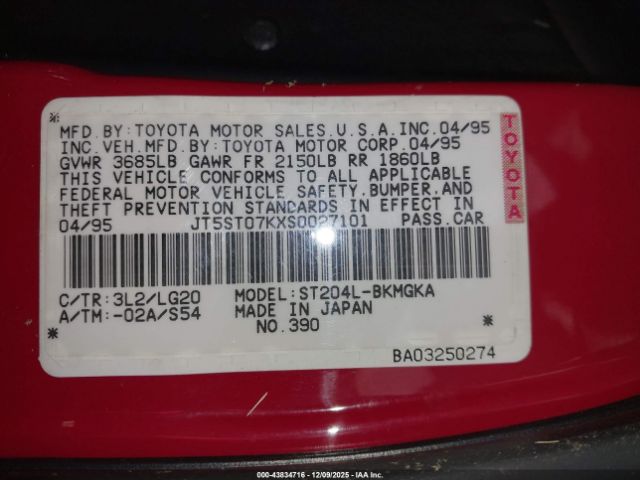 MFD.BY:TOYOTA MOTOR SALES.U.S.A.INC.04/95
INC.VEH.MFD.BY:TOYOTA MOTOR CORP.04/95
GVWR 3685LB GAWR FR 2150LB RR 1860LB
THIS VEHICLE CONFORMS TO ALL APPLICABLE
FEDERAL MOTOR VEHICLE SAFETY.BUMPER.AND
THEFT PREVENTION STANDARDS IN EFFECT IN
04/95 JT5ST07KXS0027101 PASS.CAR
TOYOTA
C/TR:3L2/LG20 MODEL:ST204L-BKMGKA
A/TM:-02A/S54 MADE IN JAPAN
* NO.390 *
BA03250274
000-43834716 - 12/09/2025 - IAAI.COM